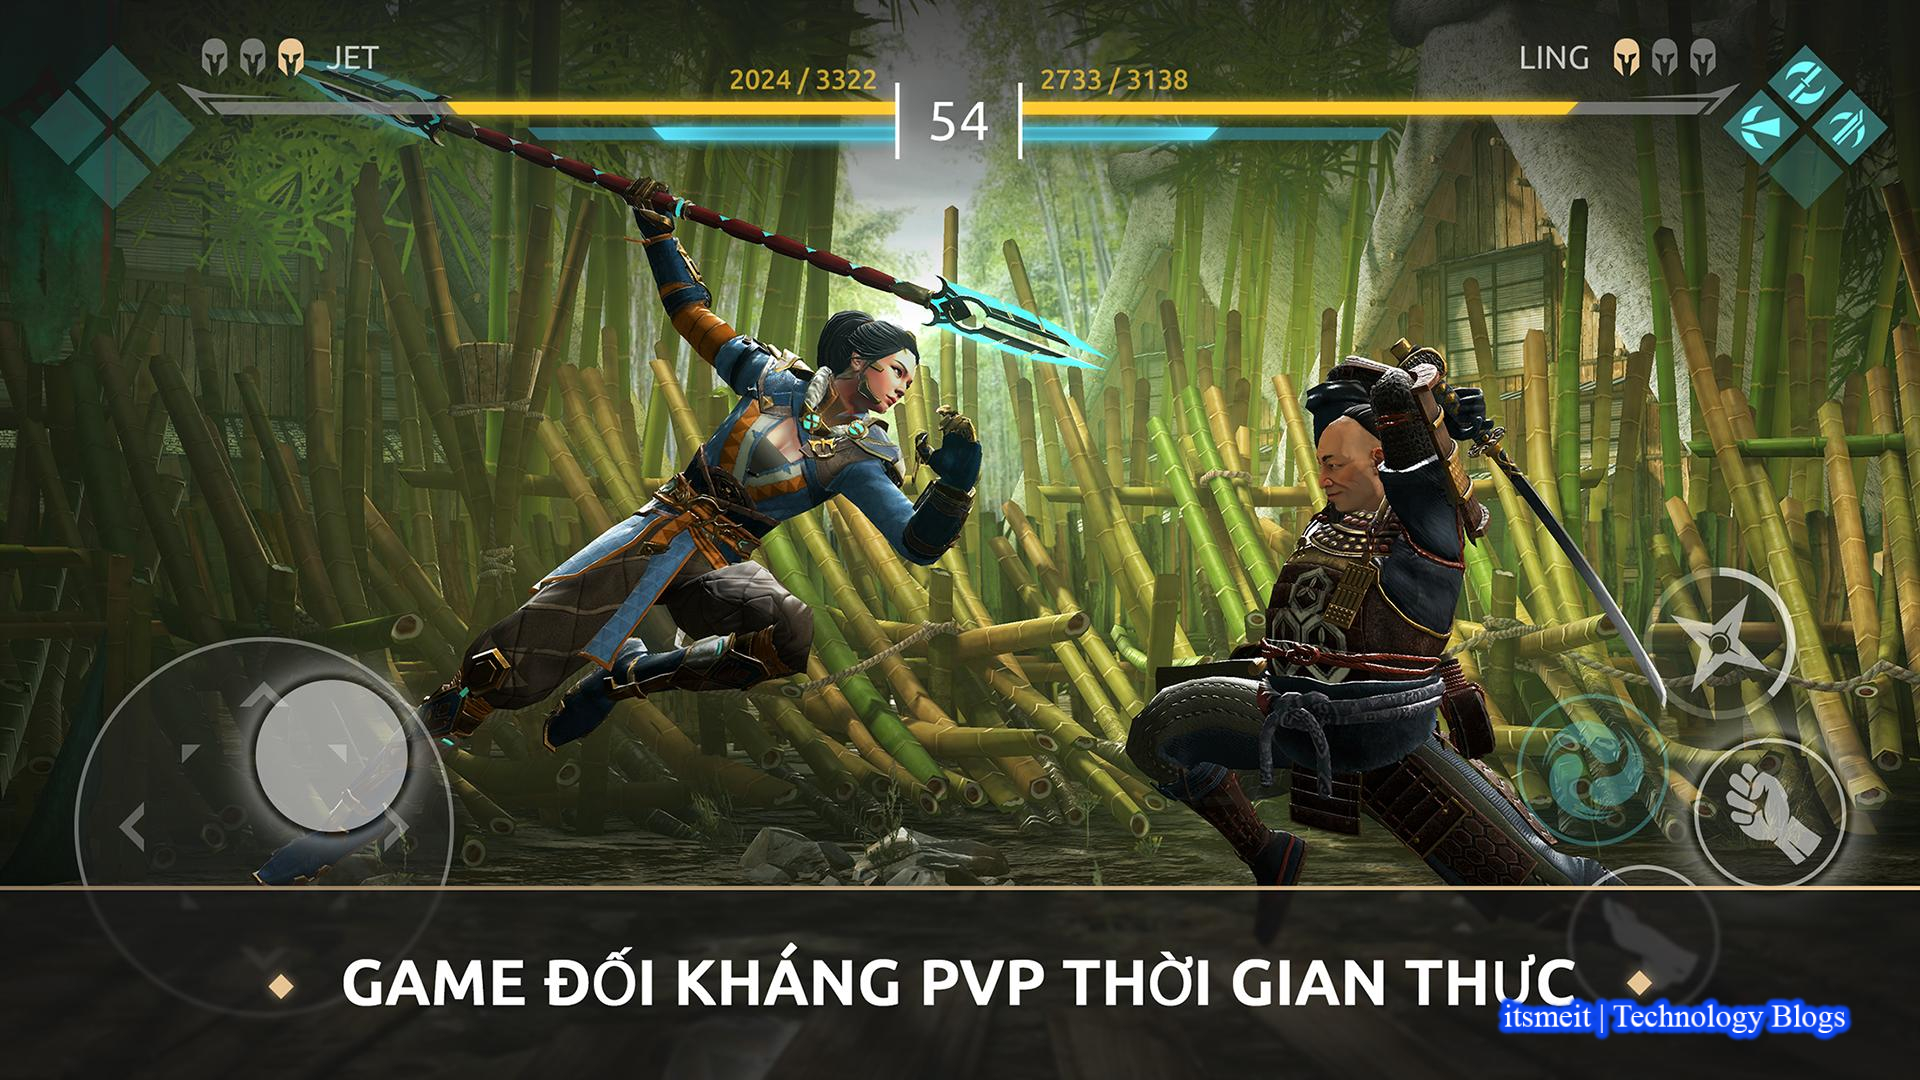 JET
2024 / 3322
54
2733 / 3138
LING
GAME ĐỐI KHÁNG PVP THỜI GIAN THỰC
itsmeit | Technology Blogs